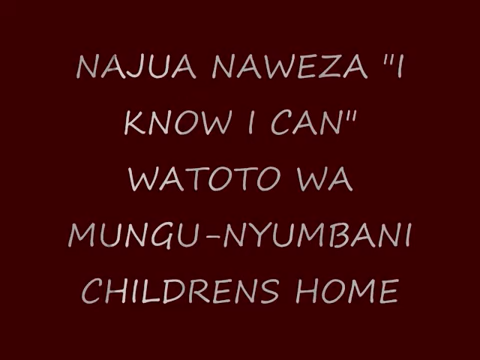 NAJUA NAWEZA "I
KNOW I CAN"
WATOTO WA
MUNGU-NYUMBANI
CHILDRENS HOME